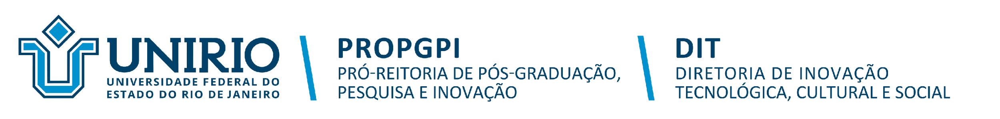 UNIRIO
UNIVERSIDADE FEDERAL DO
ESTADO DO RIO DE JANEIRO
PROPGPI
PRÓ-REITORIA DE PÓS-GRADUAÇÃO,
PESQUISA E INOVAÇÃO
DIT
DIRETORIA DE INOVAÇÃO
TECNOLÓGICA, CULTURAL E SOCIAL